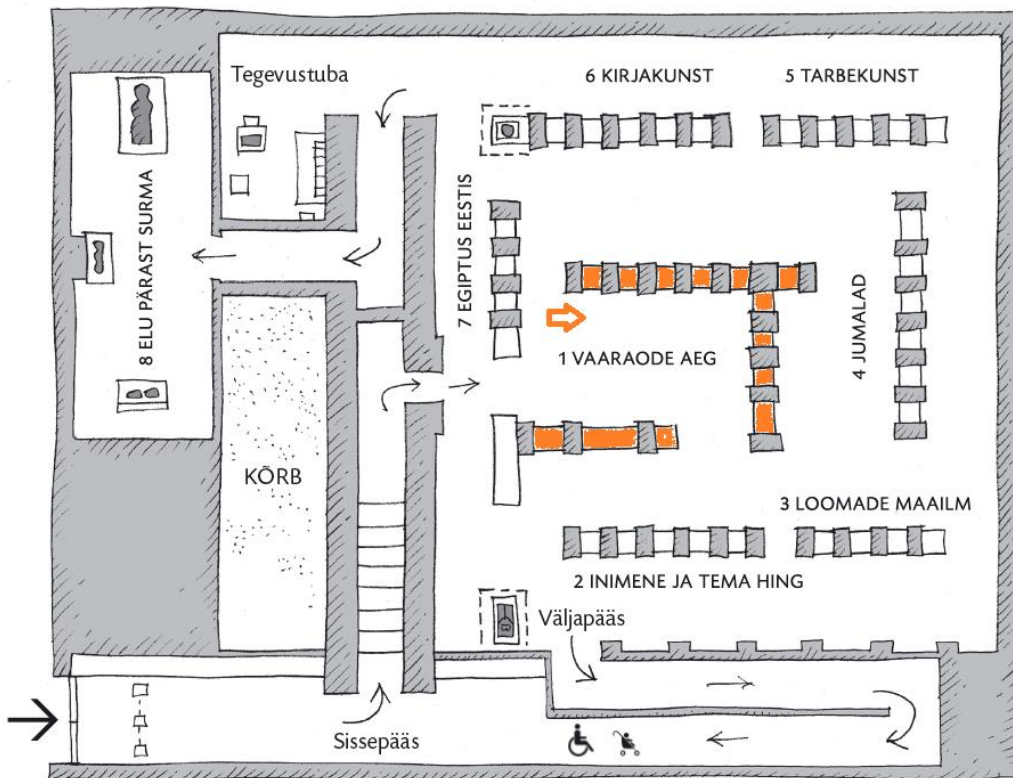 Tegevustuba
6 KIRJAKUNST
5 TARBEKUNST
8 ELU PÄRAST SURMA
7 EGIPTUS EESTIS
1 VAARAODE AEG
4 JUMALAD
KÕRB
3 LOOMADE MAAILM
2 INIMENE JA TEMA HING
Väljapääs
Sissepääs